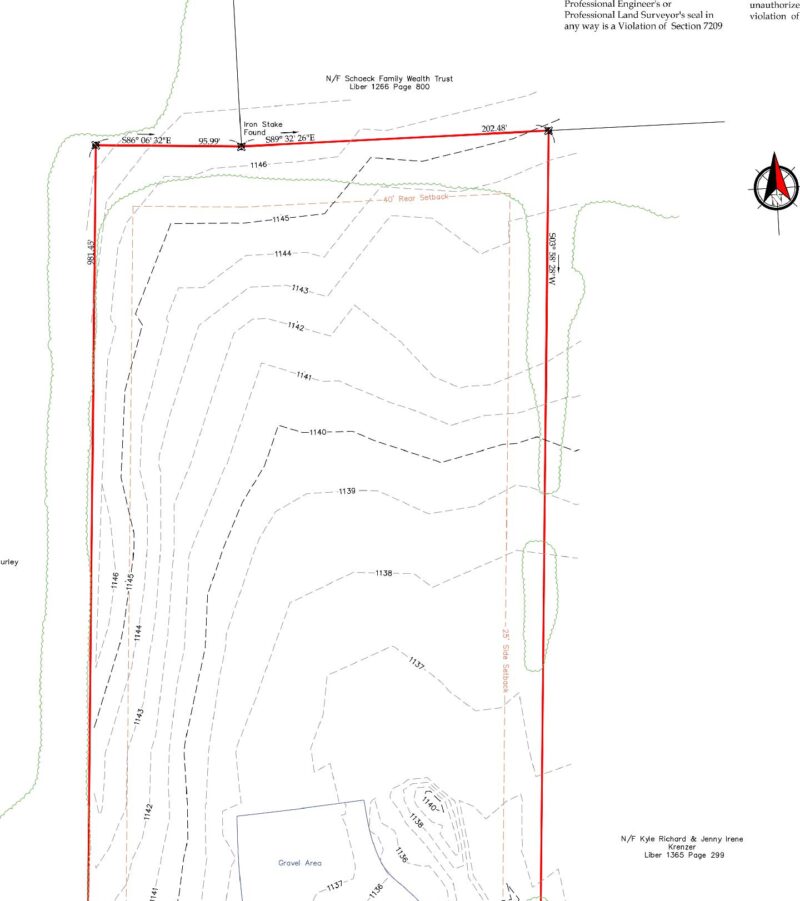 Professional Engineer's or
Professional Land Surveyor's seal in
any way is a Violation of Section 7209
unauthorize
violation of
N/F Schoeck Family Wealth Trust
Liber 1266 Page 800
Iron Stake
Found
S86° 06' 32"E
95.99'
S89° 32' 26"E
202.48'
1146
40' Rear Setback
1145
981.45'
S03° 58' 28"W
1144
1143
1142
1141
1140
1139
1138
urley
1146
1145
1144
25' Side Setback
1137
1143
1142
1140
1138
1136
N/F Kyle Richard & Jenny Irene
Krenzer
Liber 1365 Page 299
Gravel Area
1137
1136
1141
N